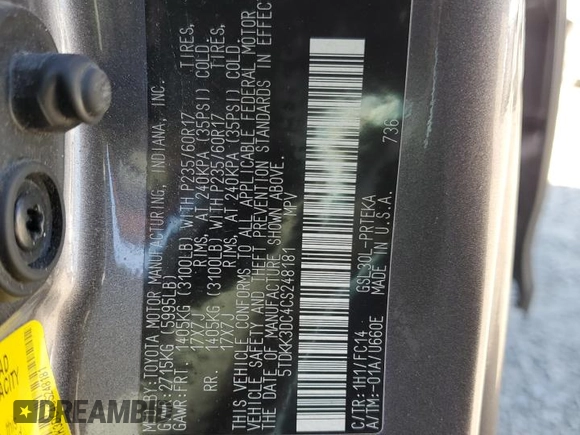 MFD.BY:TOYOTA MOTOR MANUFACTURING, INDIANA, INC.
GVWR 2715KG (5995LB)
GAWR:FRT. 1405KG (3100LB) WITH P235/60R17 TIRES,
17X7J RIMS, AT 240KPA (35PSI) COLD.
RR. 1405KG (3100LB) WITH P235/60R17 TIRES,
17X7J RIMS, AT 240KPA (35PSI) COLD.
THIS VEHICLE CONFORMS TO ALL APPLICABLE FEDERAL MOTOR
VEHICLE SAFETY AND THEFT PREVENTION STANDARDS IN EFFECT
ON THE DATE OF MANUFACTURE SHOWN ABOVE.
5TDKK3DC4CS248181 MPV
C/TR: 1H1/FC14 736
A/TM:-01A/U660E GSL30L-PRTEKA
MADE IN U.S.A.
DREAMBID